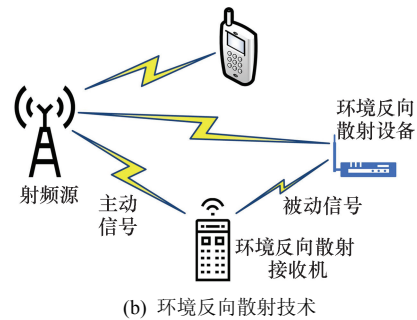 环境反向
散射设备
射频源
主动
信号
被动信号
环境反向散射
接收机
(b) 环境反向散射技术